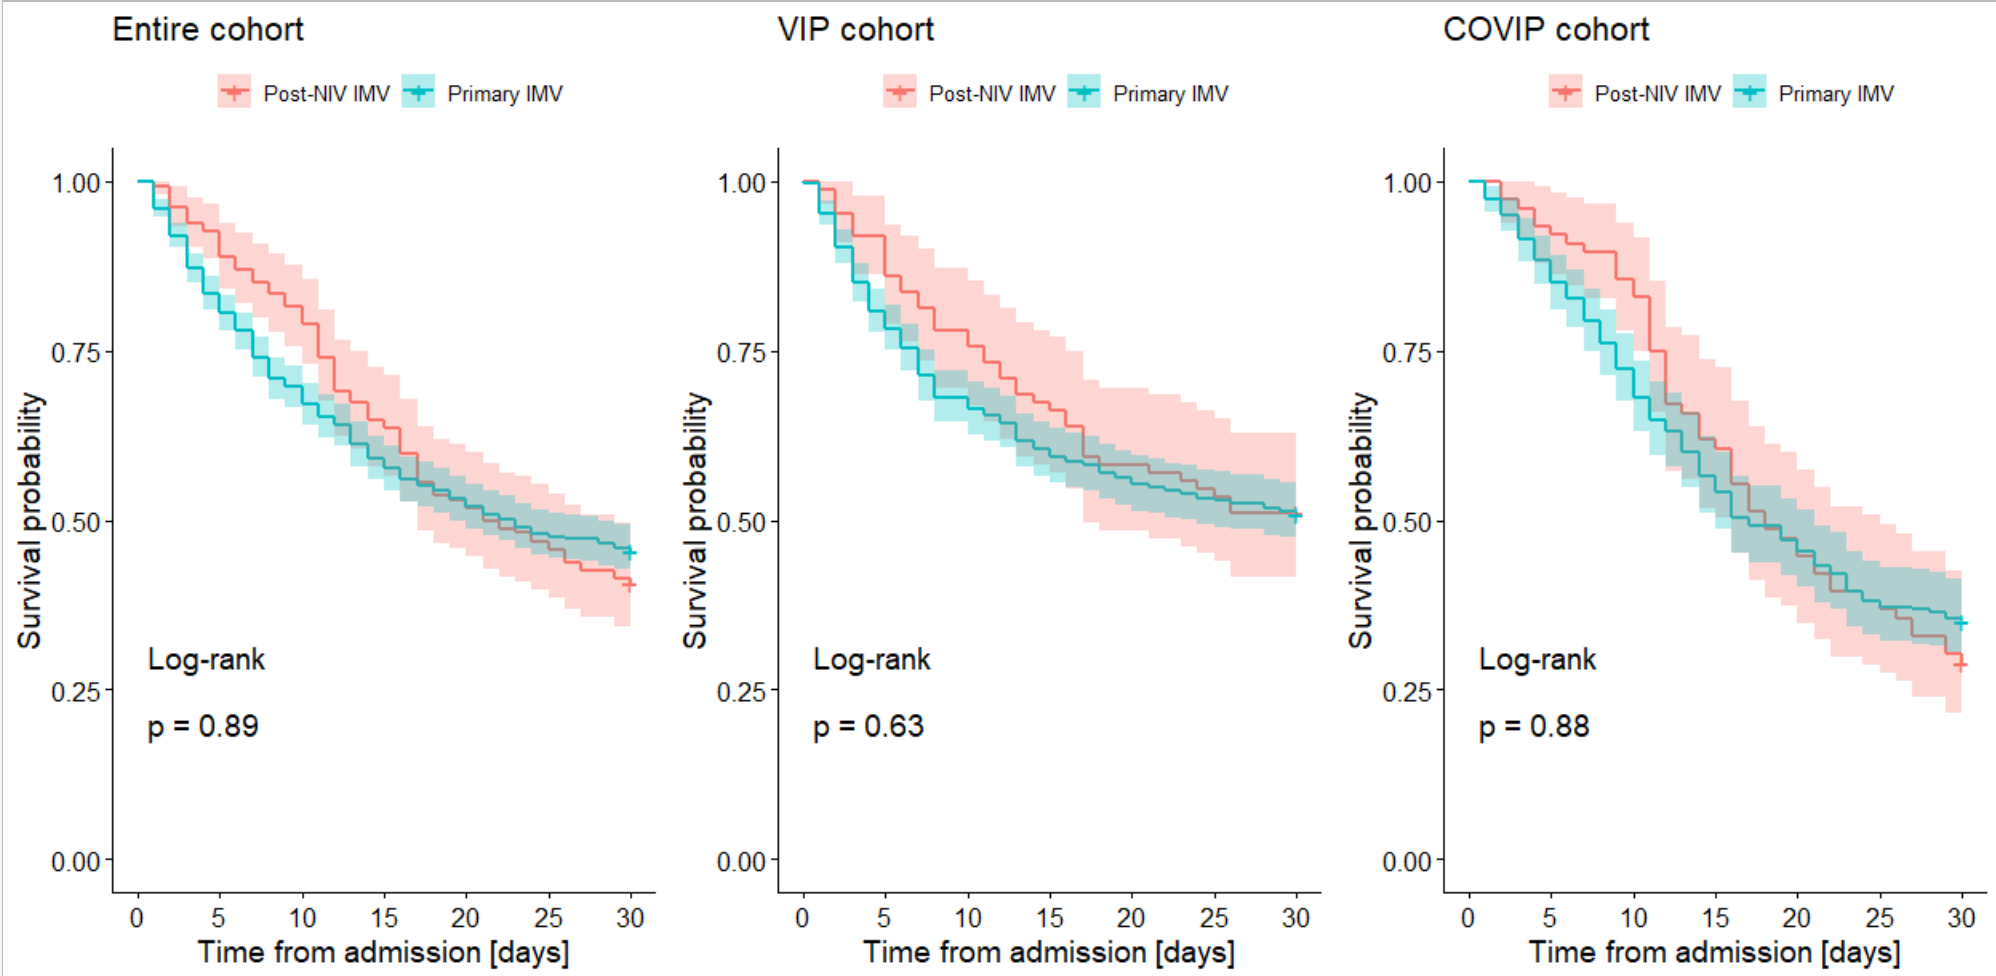 Entire cohort
Post-NIV IMV Primary IMV
Survival probability
1.00
0.75
0.50
0.25
0.00
Log-rank
p = 0.89
0 5 10 15 20 25 30
Time from admission [days]
VIP cohort
Post-NIV IMV Primary IMV
Survival probability
1.00
0.75
0.50
0.25
0.00
Log-rank
p = 0.63
0 5 10 15 20 25 30
Time from admission [days]
COVIP cohort
Post-NIV IMV Primary IMV
Survival probability
1.00
0.75
0.50
0.25
0.00
Log-rank
p = 0.88
0 5 10 15 20 25 30
Time from admission [days]